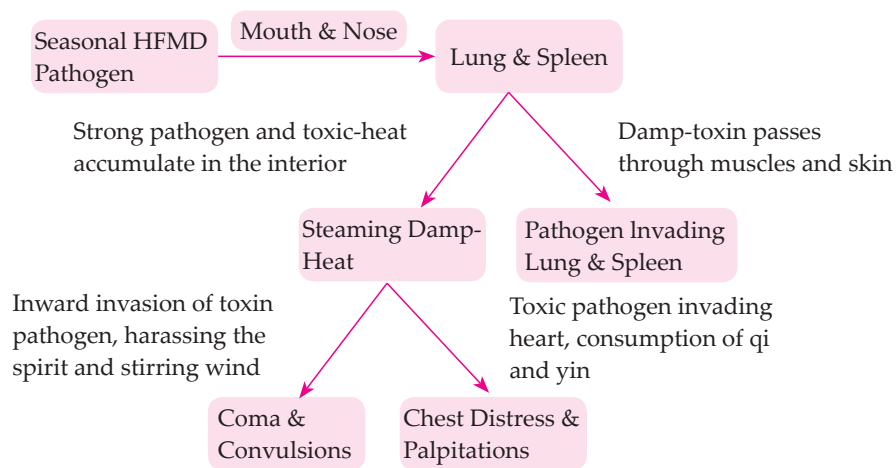 Seasonal HFMD
Pathogen
Mouth & Nose
Lung & Spleen
Strong pathogen and toxic-heat
accumulate in the interior
Damp-toxin passes
through muscles and skin
Steaming Damp-
Heat
Pathogen Invading
Lung & Spleen
Inward invasion of toxin
pathogen, harassing the
spirit and stirring wind
Toxic pathogen invading
heart, consumption of qi
and yin
Coma &
Convulsions
Chest Distress &
Palpitations